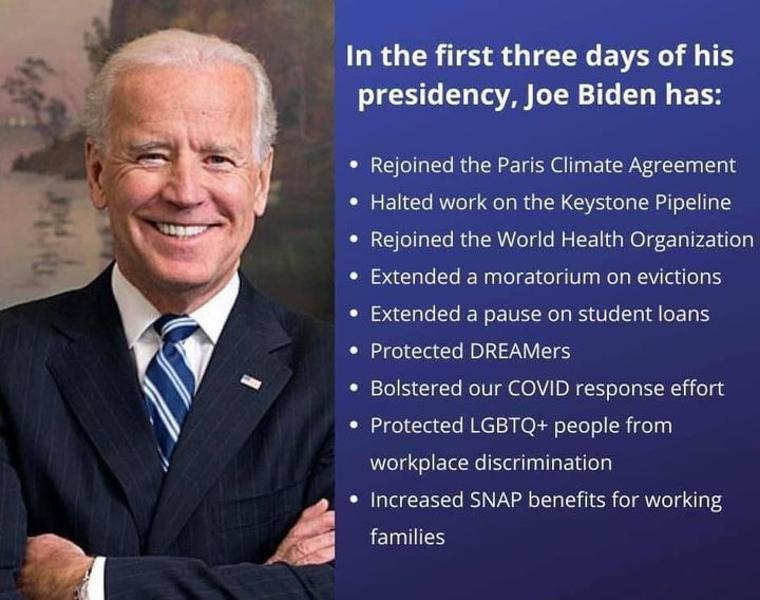 In the first three days of his
presidency, Joe Biden has:
• Rejoined the Paris Climate Agreement
• Halted work on the Keystone Pipeline
• Rejoined the World Health Organization
• Extended a moratorium on evictions
• Extended a pause on student loans
• Protected DREAMers
• Bolstered our COVID response effort
• Protected LGBTQ+ people from
workplace discrimination
• Increased SNAP benefits for working
families